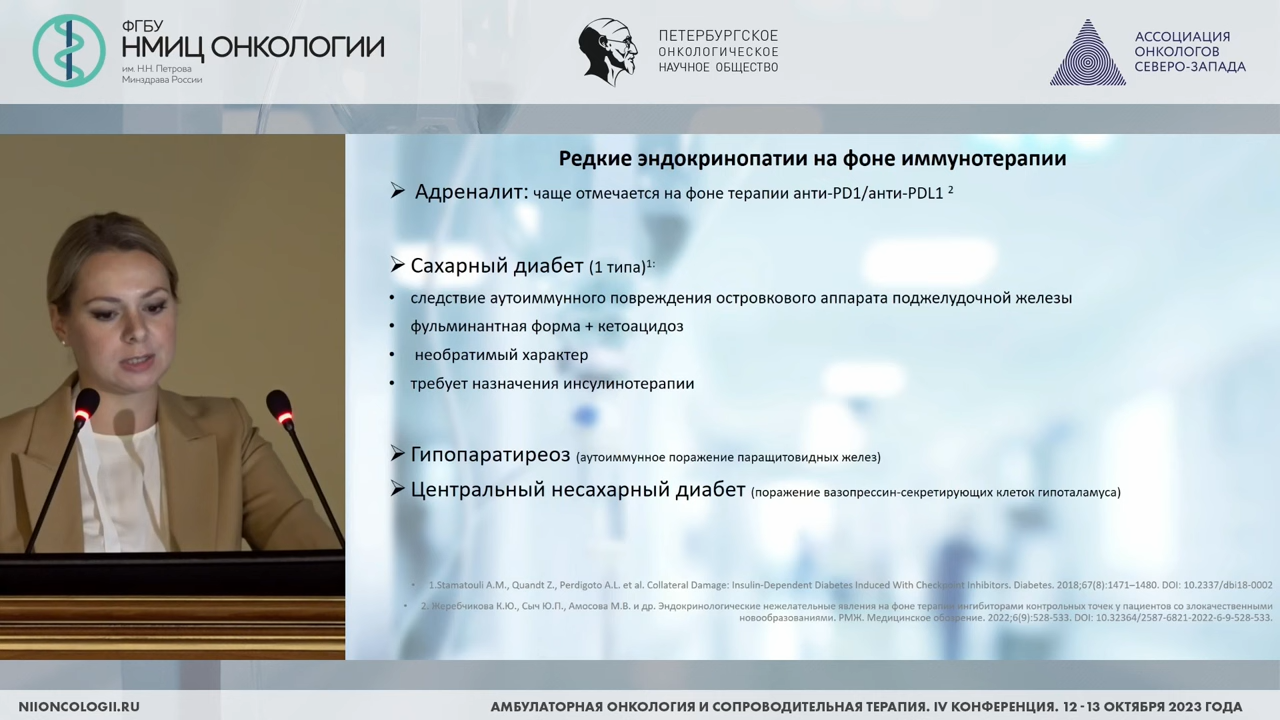 ФГБУ
НМИЦ ОНКОЛОГИИ
им. Н.Н. Петрова
Минздрава России
ПЕТЕРБУРГСКОЕ
ОНКОЛОГИЧЕСКОЕ
НАУЧНОЕ ОБЩЕСТВО
АССОЦИАЦИЯ
ОНКОЛОГОВ
СЕВЕРО-ЗАПАДА
Редкие эндокринопатии на фоне иммунотерапии
➢ Адреналит: чаще отмечается на фоне терапии анти-PD1/анти-PDL1 ²
➢ Сахарный диабет (1 типа)¹:
• следствие аутоиммунного повреждения островкового аппарата поджелудочной железы
• фульминантная форма + кетоацидоз
• необратимый характер
• требует назначения инсулинотерапии
➢ Гипопаратиреоз (аутоиммунное поражение паращитовидных желез)
➢ Центральный несахарный диабет (поражение вазопрессин-секретирующих клеток гипоталамуса)
• 1.Stamatouli A.M., Quandt Z., Perdigoto A.L. et al. Collateral Damage: Insulin-Dependent Diabetes Induced With Checkpoint Inhibitors. Diabetes. 2018;67(8):1471–1480. DOI: 10.2337/dbi18-0002
• 2. Жеребчикова К.Ю., Сыч Ю.П., Амосова М.В. и др. Эндокринологические нежелательные явления на фоне терапии ингибиторами контрольных точек у пациентов со злокачественными
новообразованиями. РМЖ. Медицинское обозрение. 2022;6(9):528-533. DOI: 10.32364/2587-6821-2022-6-9-528-533.
NIIONCOLOGII.RU
АМБУЛАТОРНАЯ ОНКОЛОГИЯ И СОПРОВОДИТЕЛЬНАЯ ТЕРАПИЯ. IV КОНФЕРЕНЦИЯ. 12 - 13 ОКТЯБРЯ 2023 ГОДА